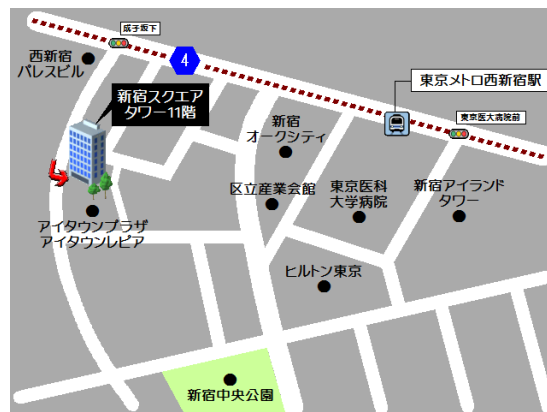 成子坂下
西新宿
パレスビル
4
東京メトロ西新宿駅
新宿スクエア
タワー11階
新宿
オークシティ
東京医大病院前
区立産業会館
東京医科
大学病院
新宿アイランド
タワー
アイタウンプラザ
アイタウンレピア
ヒルトン東京
新宿中央公園